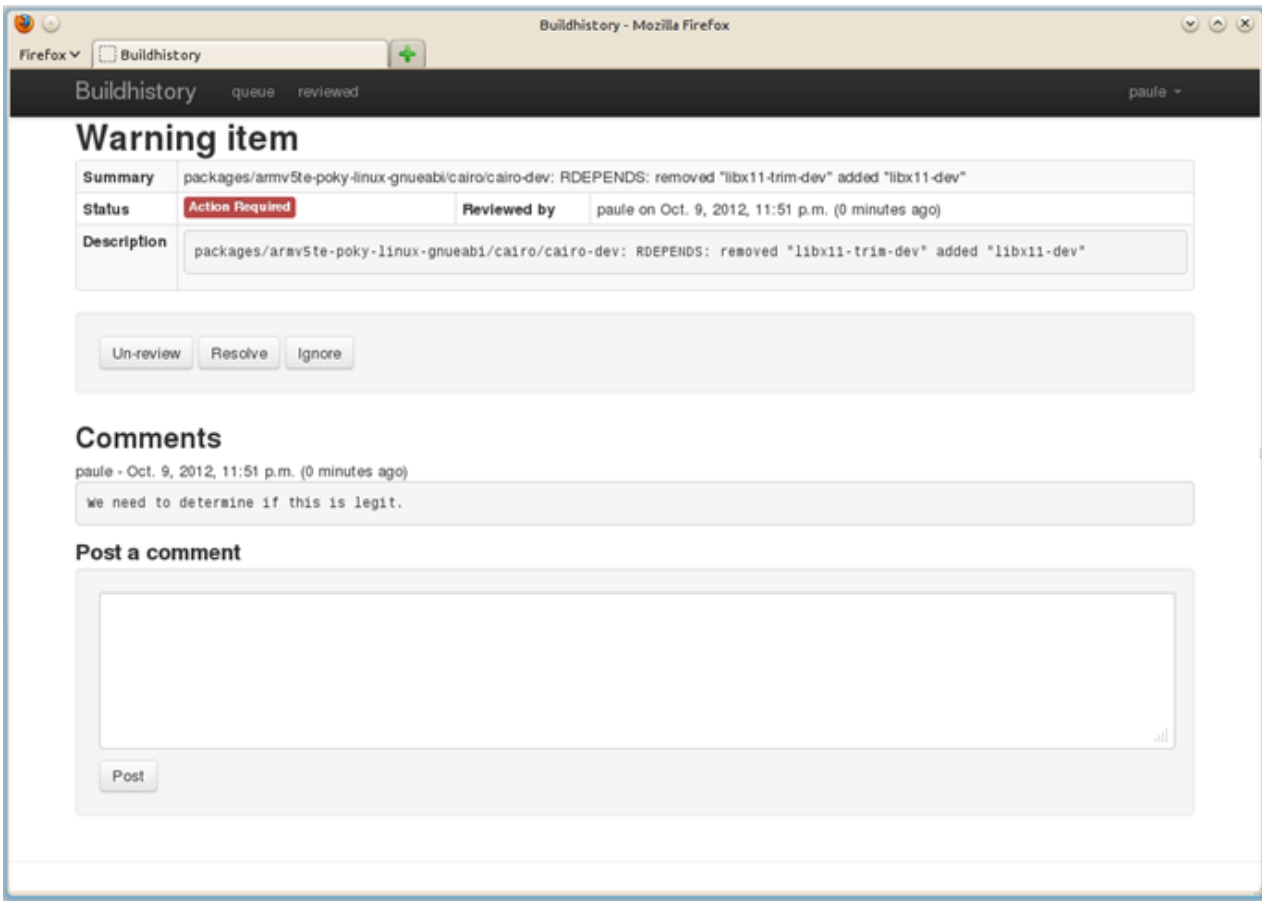 Buildhistory - Mozilla Firefox
Firefox Buildhistory
Buildhistory queue reviewed paule
Warning item
Summary packages/armv5te-poky-linux-gnueabi/cairo/cairo-dev: RDEPENDS: removed "libx11-trim-dev" added "libx11-dev"
Status Action Required Reviewed by paule on Oct. 9, 2012, 11:51 p.m. (0 minutes ago)
Description packages/armv5te-poky-linux-gnueabi/cairo/cairo-dev: RDEPENDS: removed "libx11-trim-dev" added "libx11-dev"
Un-review Resolve Ignore
Comments
paule - Oct. 9, 2012, 11:51 p.m. (0 minutes ago)
We need to determine if this is legit.
Post a comment
Post